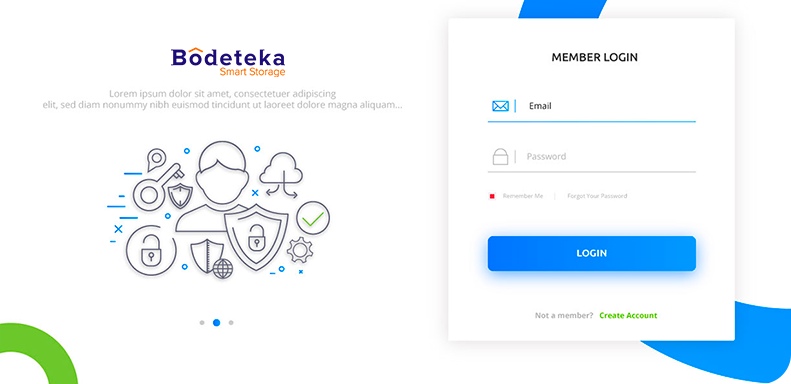 Bôdeteka
Smart Storage
Lorem ipsum dolor sit amet, consectetuer adipiscing
elit, sed diam nonummy nibh euismod tincidunt ut laoreet dolore magna aliquam...
MEMBER LOGIN
Email
Password
Remember Me
Forgot Your Password
LOGIN
Not a member? Create Account